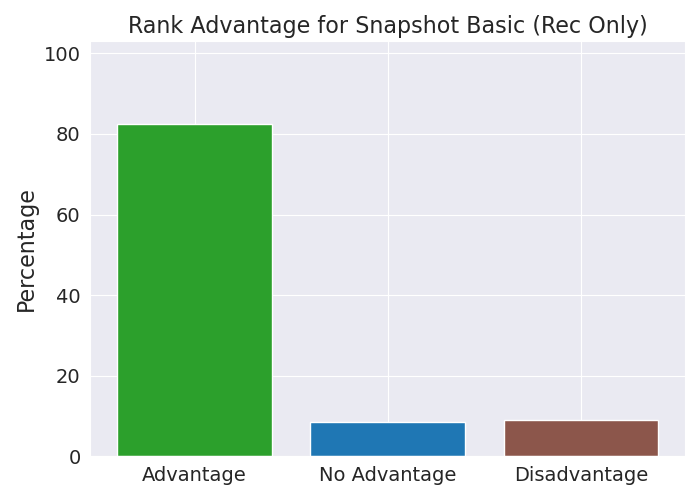 Rank Advantage for Snapshot Basic (Rec Only)
100
80
60
40
20
0
Percentage
Advantage
No Advantage
Disadvantage